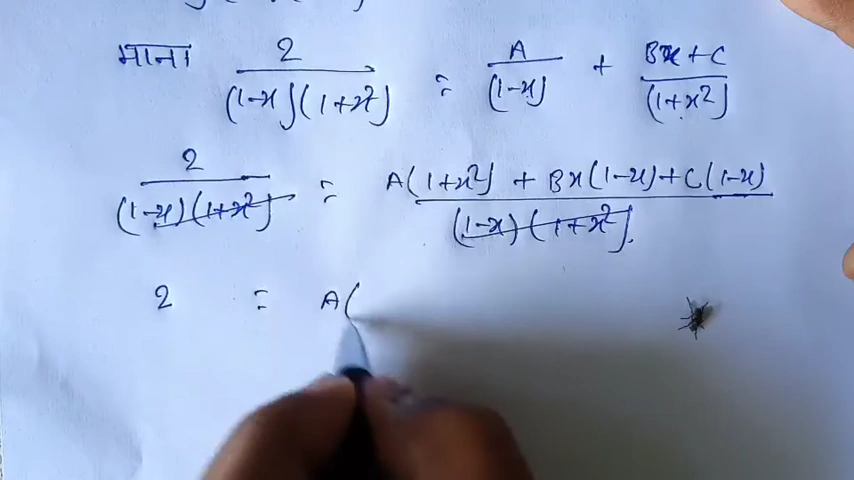 माना 2/((1-x)(1+x²)) = A/(1-x) + (Bx+C)/(1+x²)
2/((1-x)(1+x²)) = (A(1+x²) + Bx(1-x) + C(1-x))/((1-x)(1+x²))
2 = A(